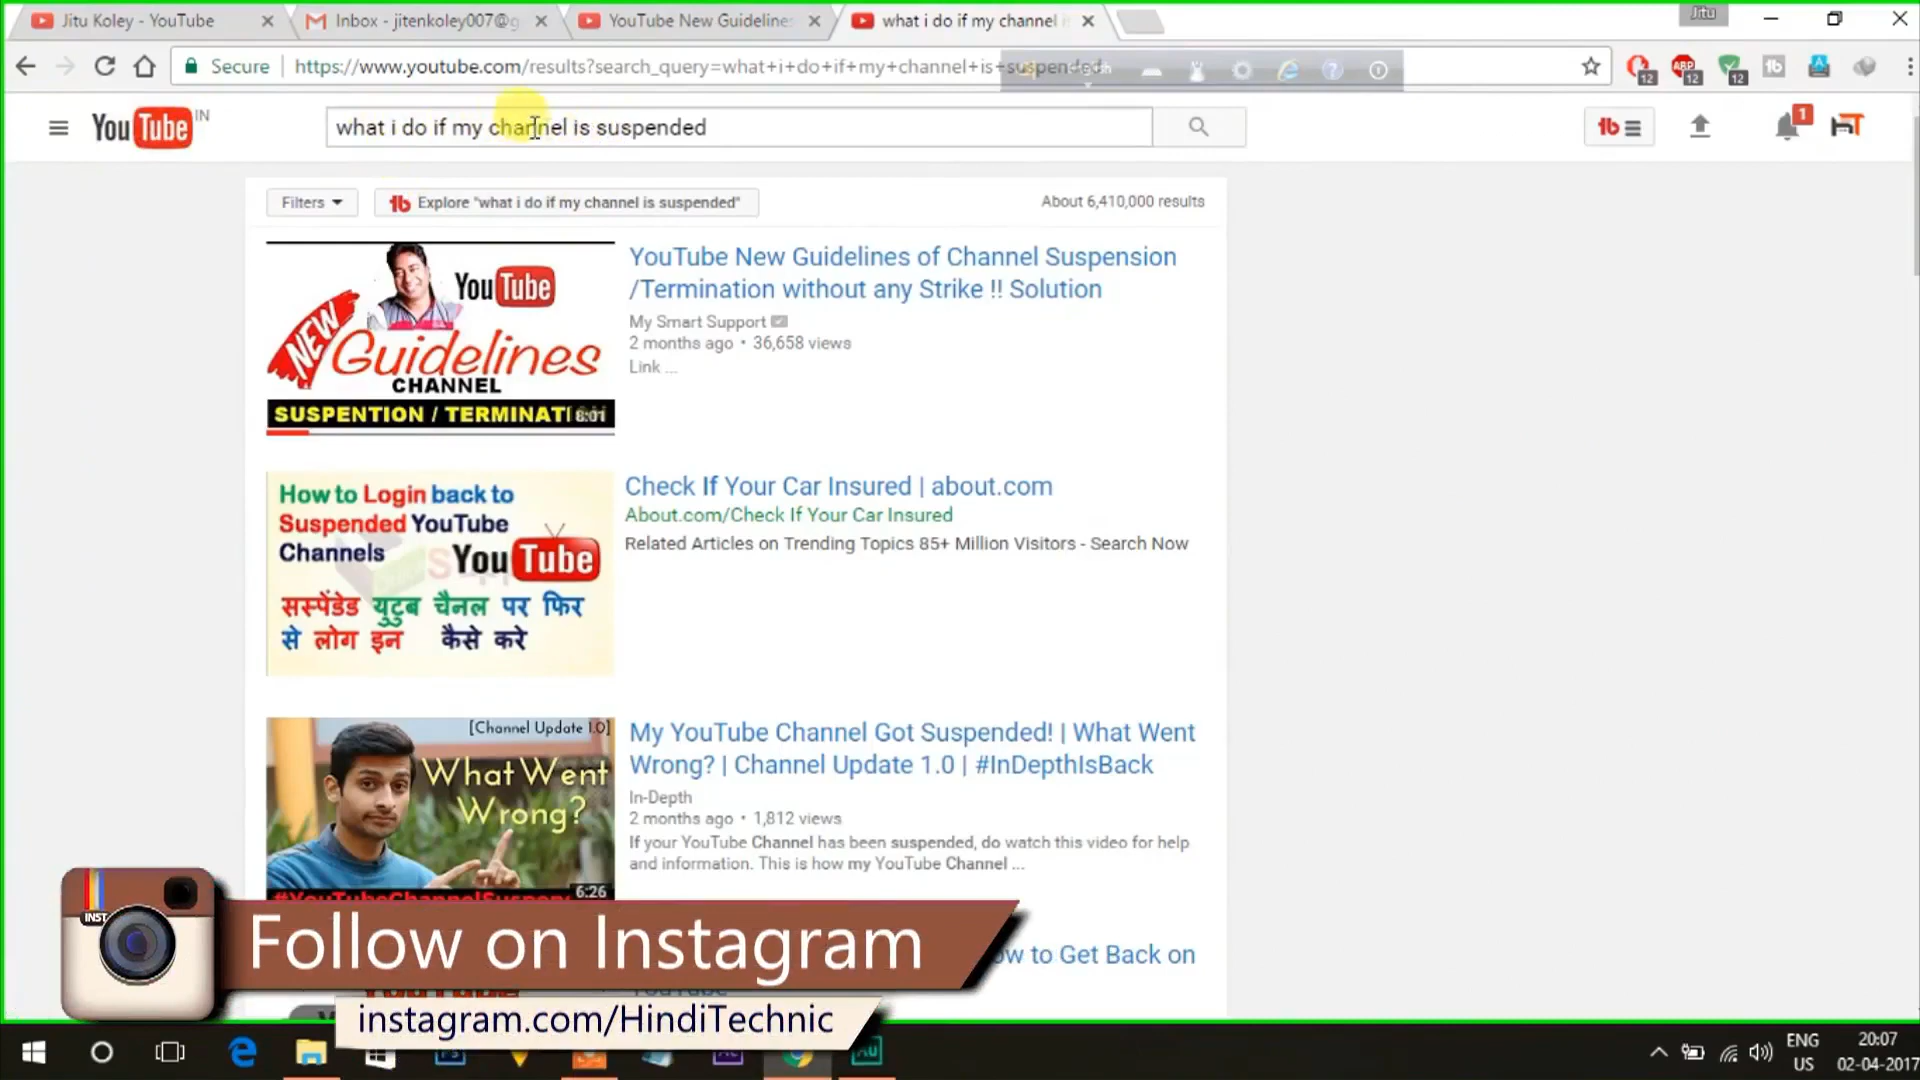 Jitu Koley - YouTube
Inbox - jitenkoley007@g
YouTube New Guidelines
what i do if my channel i
Jitu
Secure
https://www.youtube.com/results?search_query=what+i+do+if+my+channel+is+suspended
12
12
12
YouTube IN
what i do if my channel is suspended
1
Filters
Explore "what i do if my channel is suspended"
About 6,410,000 results
YouTube
NEW
Guidelines
CHANNEL
SUSPENTION / TERMINATI
8:01
YouTube New Guidelines of Channel Suspension
/Termination without any Strike !! Solution
My Smart Support
2 months ago • 36,658 views
Link ...
How to Login back to
Suspended YouTube
Channels
YouTube
सस्पेंडेड युटुब चैनल पर फिर
से लोग इन कैसे करे
Check If Your Car Insured | about.com
About.com/Check If Your Car Insured
Related Articles on Trending Topics 85+ Million Visitors - Search Now
[Channel Update 1.0]
What Went
Wrong?
6:26
My YouTube Channel Got Suspended! | What Went
Wrong? | Channel Update 1.0 | #InDepthIsBack
In-Depth
2 months ago • 1,812 views
If your YouTube Channel has been suspended, do watch this video for help
and information. This is how my YouTube Channel ...
ow to Get Back on
INST
Follow on Instagram
instagram.com/HindiTechnic
ENG
US
20:07
02-04-2017